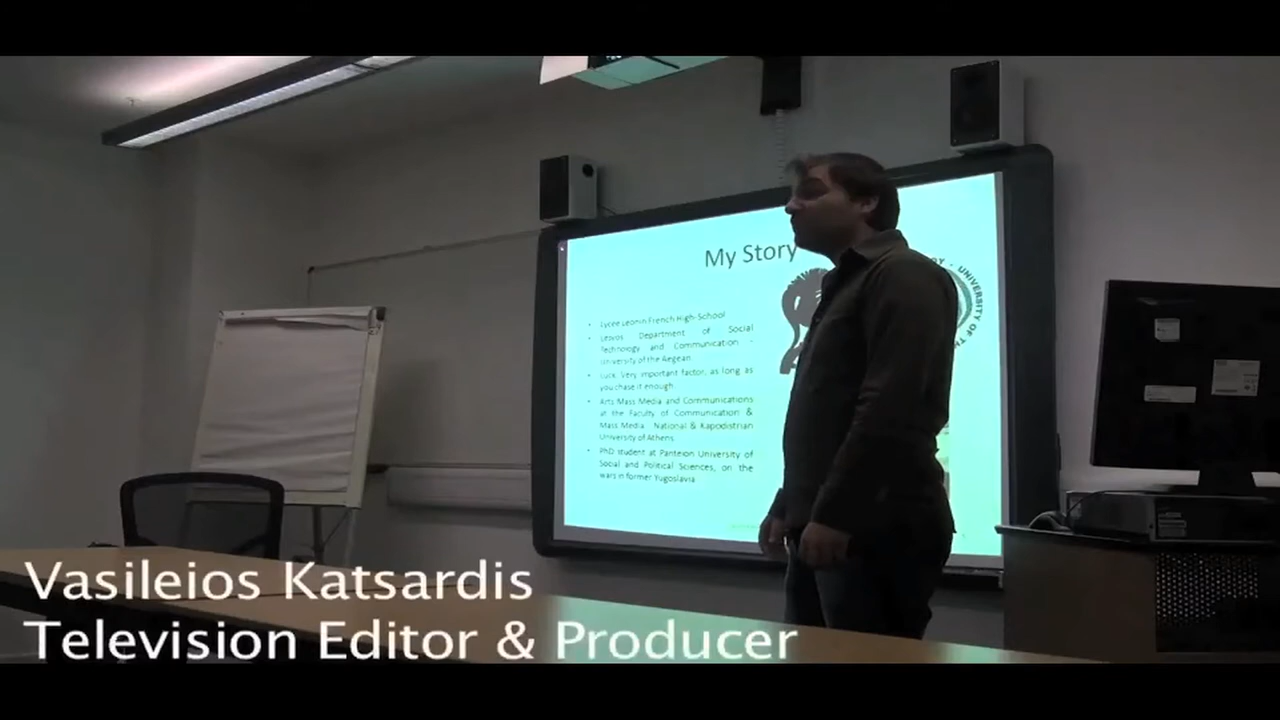 My Story
Lycee Leonin French High-School
Lesvos Department of Social
Technology and Communication -
University of the Aegean
Luck. Very important factor, as long as
you chase it enough
Arts Mass Media and Communications
at the Faculty of Communication &
Mass Media National & Kapodistrian
University of Athens
PhD student at Panteion University of
Social and Political Sciences, on the
wars in former Yugoslavia
UNIVERSITY OF
Vasileios Katsardis
Television Editor & Producer